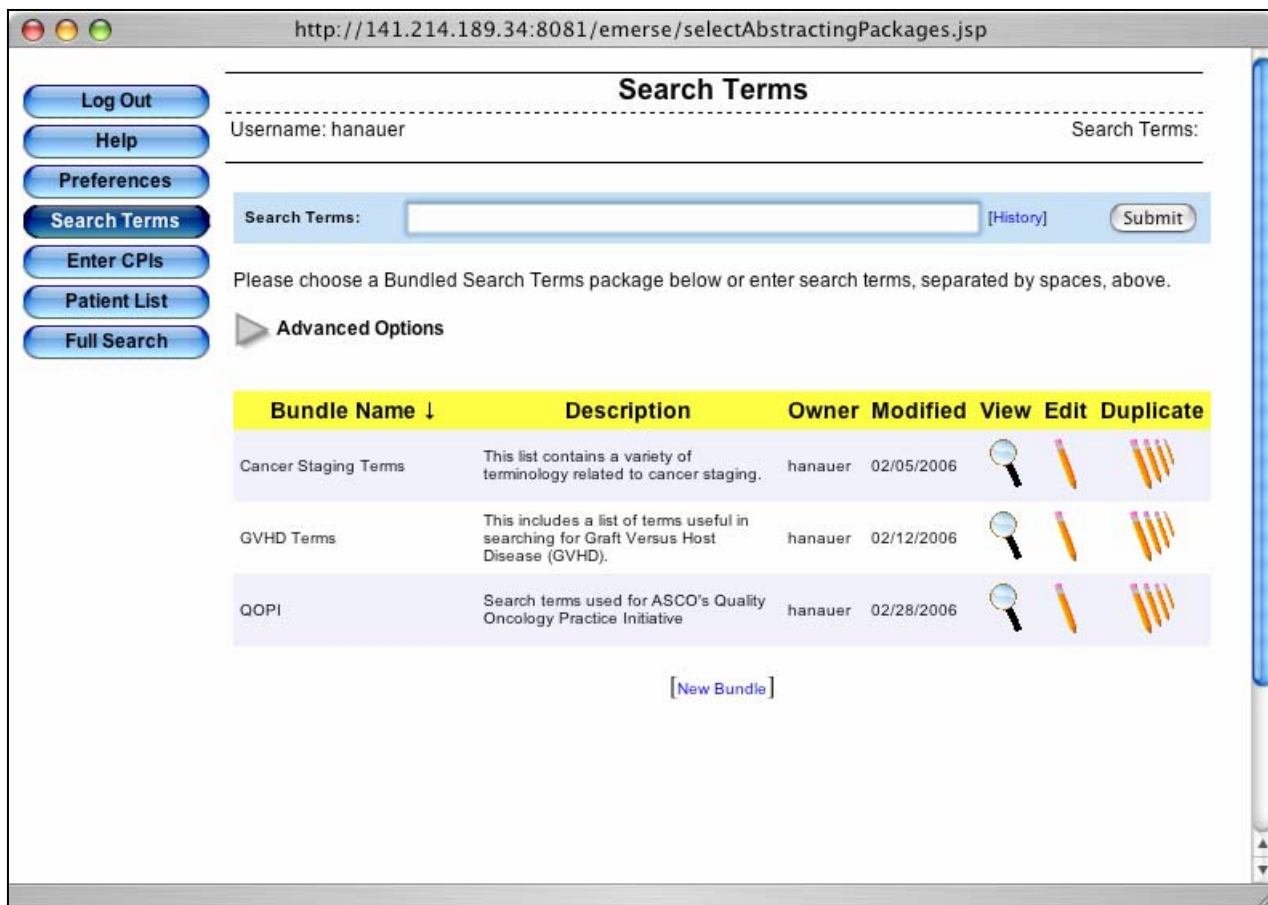 http://141.214.189.34:8081/emerse/selectAbstractingPackages.jsp
Log Out
Help
Preferences
Search Terms
Enter CPIs
Patient List
Full Search
Search Terms
Username: hanauer
Search Terms:
Search Terms:
[History]
Submit
Please choose a Bundled Search Terms package below or enter search terms, separated by spaces, above.
Advanced Options
Bundle Name ↓ Description Owner Modified View Edit Duplicate
Cancer Staging Terms
This list contains a variety of
terminology related to cancer staging.
hanauer 02/05/2006
GVHD Terms
This includes a list of terms useful in
searching for Graft Versus Host
Disease (GVHD).
hanauer 02/12/2006
QOPI
Search terms used for ASCO's Quality
Oncology Practice Initiative
hanauer 02/28/2006
[New Bundle]